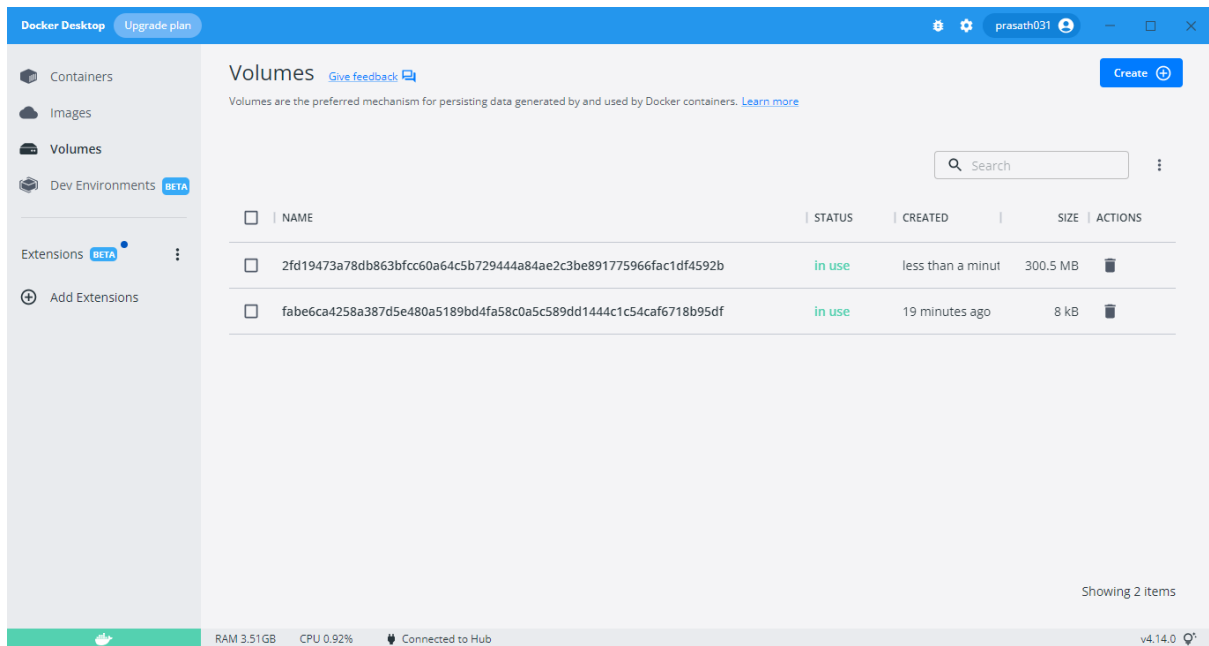 Docker Desktop Upgrade plan prasath031
Containers
Images
Volumes
Dev Environments BETA
Extensions BETA
Add Extensions
Volumes Give feedback
Create
Volumes are the preferred mechanism for persisting data generated by and used by Docker containers. Learn more
Search
NAME STATUS CREATED SIZE ACTIONS
2fd19473a78db863bfcc60a64c5b729444a84ae2c3be891775966fac1df4592b in use less than a minut 300.5 MB
fabe6ca4258a387d5e480a5189bd4fa58c0a5c589dd1444c1c54caf6718b95df in use 19 minutes ago 8 kB
Showing 2 items
RAM 3.51GB CPU 0.92% Connected to Hub v4.14.0